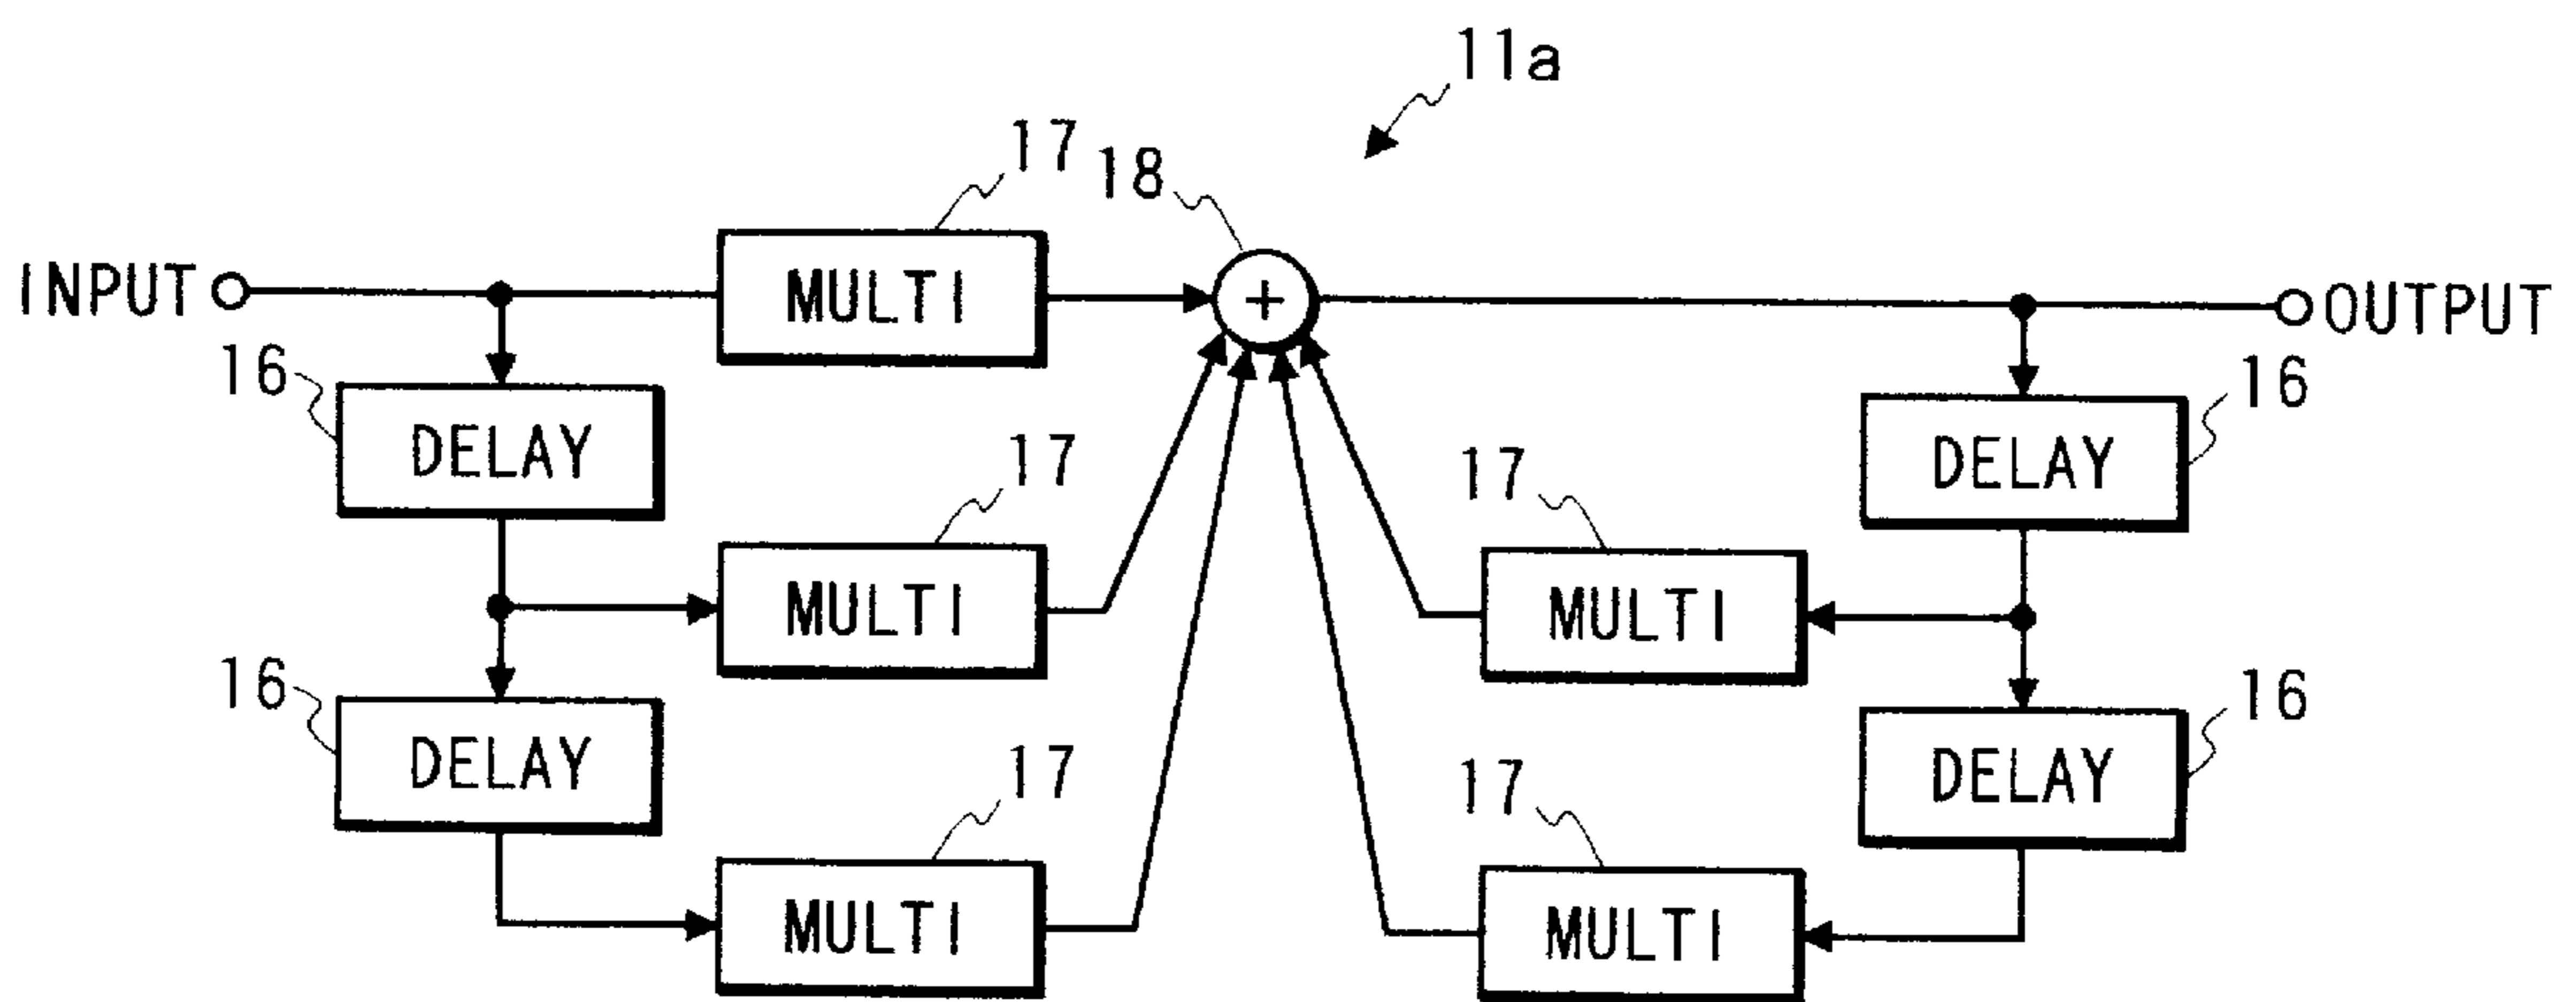 11a
17
18
INPUT
MULTI
+
OUTPUT
16
DELAY
16
DELAY
17
MULTI
17
MULTI
16
DELAY
16
DELAY
17
MULTI
17
MULTI